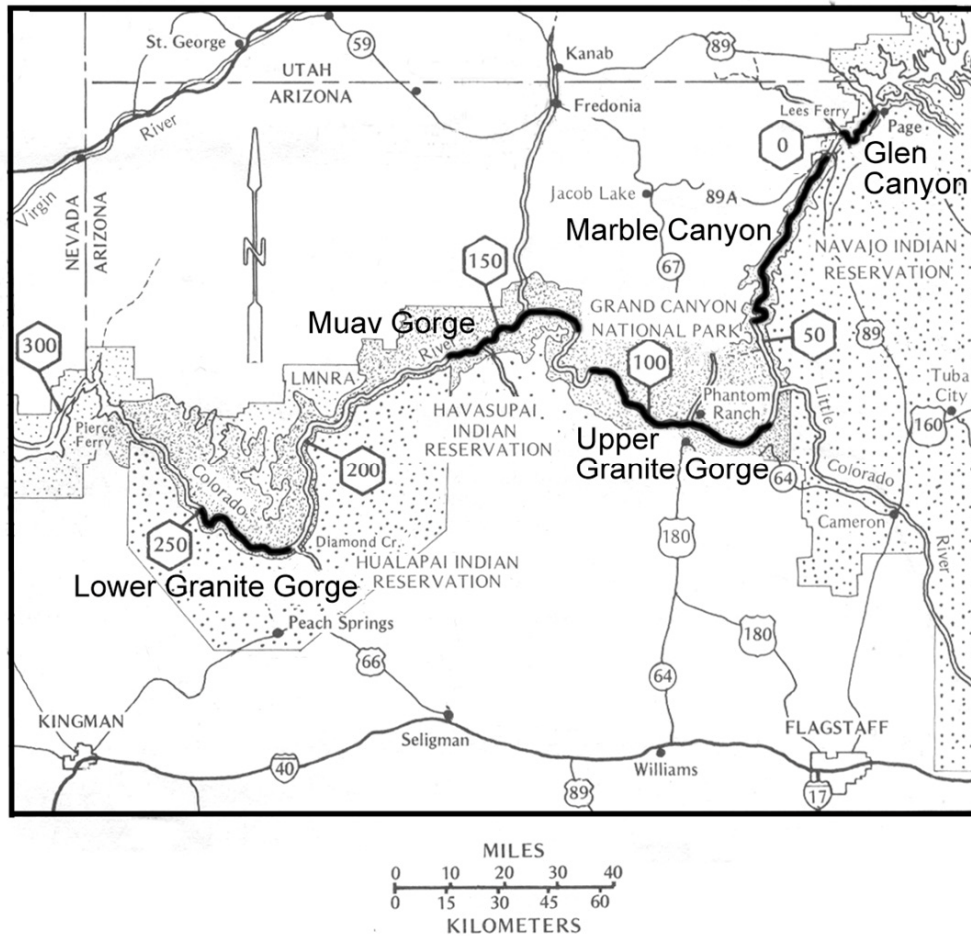 St. George
59
Kanab
89
UTAH
ARIZONA
Fredonia
Lees Ferry
Page
0
Glen
Canyon
River
Virgin
NEVADA
ARIZONA
N
Jacob Lake
89A
Marble Canyon
67
NAVAJO INDIAN
RESERVATION
150
GRAND CANYON
NATIONAL PARK
50
89
300
Muav Gorge
River
100
LMNRA
Phantom
Ranch
Little
Tuba
City
160
Pierce
Ferry
HAVASUPAI
INDIAN
RESERVATION
200
Upper
Granite Gorge
64
Colorado
Colorado
Cameron
River
180
250
Diamond Cr.
HUALAPAI INDIAN
RESERVATION
Lower Granite Gorge
Peach Springs
66
180
64
KINGMAN
Seligman
FLAGSTAFF
40
Williams
89
17
MILES
0 10 20 30 40
0 15 30 45 60
KILOMETERS